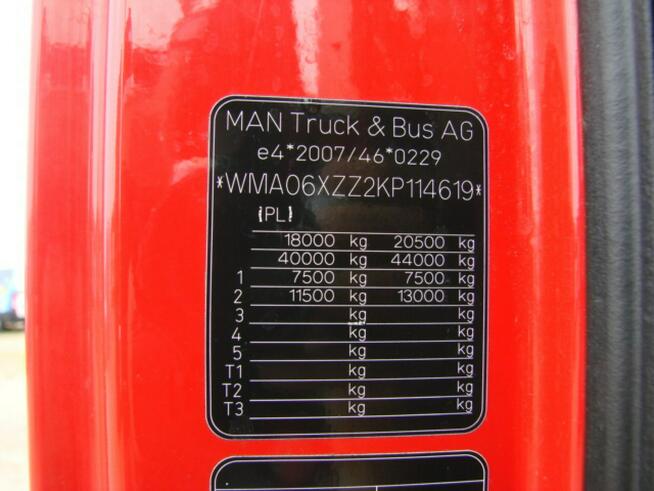 MAN Truck & Bus AG
e4*2007/46*0229
*WMA06XZZ2KP114619*
(PL)
18000 kg 20500 kg
40000 kg 44000 kg
1 7500 kg 7500 kg
2 11500 kg 13000 kg
3 kg kg
4 kg kg
5 kg kg
T1 kg kg
T2 kg kg
T3 kg kg